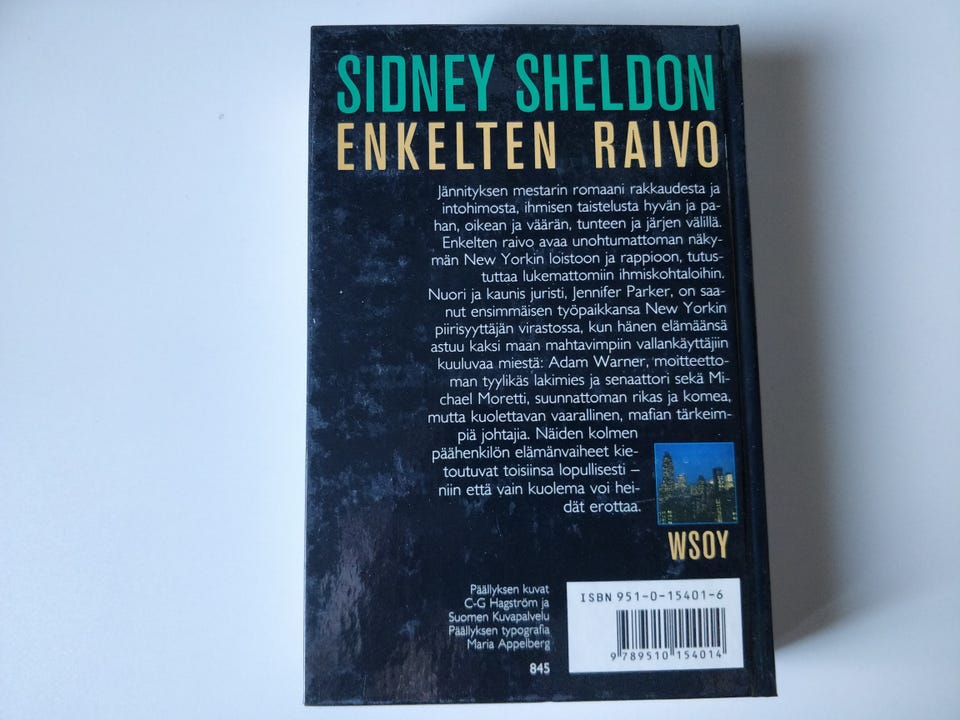 SIDNEY SHELDON
ENKELTEN RAIVO
Jännityksen mestarin romaani rakkaudesta ja
intohimosta, ihmisen taistelusta hyvän ja pa-
han, oikean ja väärän, tunteen ja järjen välillä.
Enkelten raivo avaa unohtumattoman näky-
män New Yorkin loistoon ja rappioon, tutus-
tuttaa lukemattomiin ihmiskohtaloihin.
Nuori ja kaunis juristi, Jennifer Parker, on saa-
nut ensimmäisen työpaikkansa New Yorkin
piirisyyttäjän virastossa, kun hänen elämäänsä
astuu kaksi maan mahtavimpiin vallankäyttäjiin
kuuluvaa miestä: Adam Warner, moitteetto-
man tyylikäs lakimies ja senaattori sekä Mi-
chael Moretti, suunnattoman rikas ja komea,
mutta kuolettavan vaarallinen, mafian tärkeim-
piä johtajia. Näiden kolmen
päähenkilön elämänvaiheet kie-
toutuvat toisiinsa lopullisesti –
niin että vain kuolema voi hei-
dät erottaa.
WSOY
Päällyksen kuvat
C-G Hagström ja
Suomen Kuvapalvelu
Päällyksen typografia
Maria Appelberg
845
ISBN 951-0-15401-6
9 789510 154014